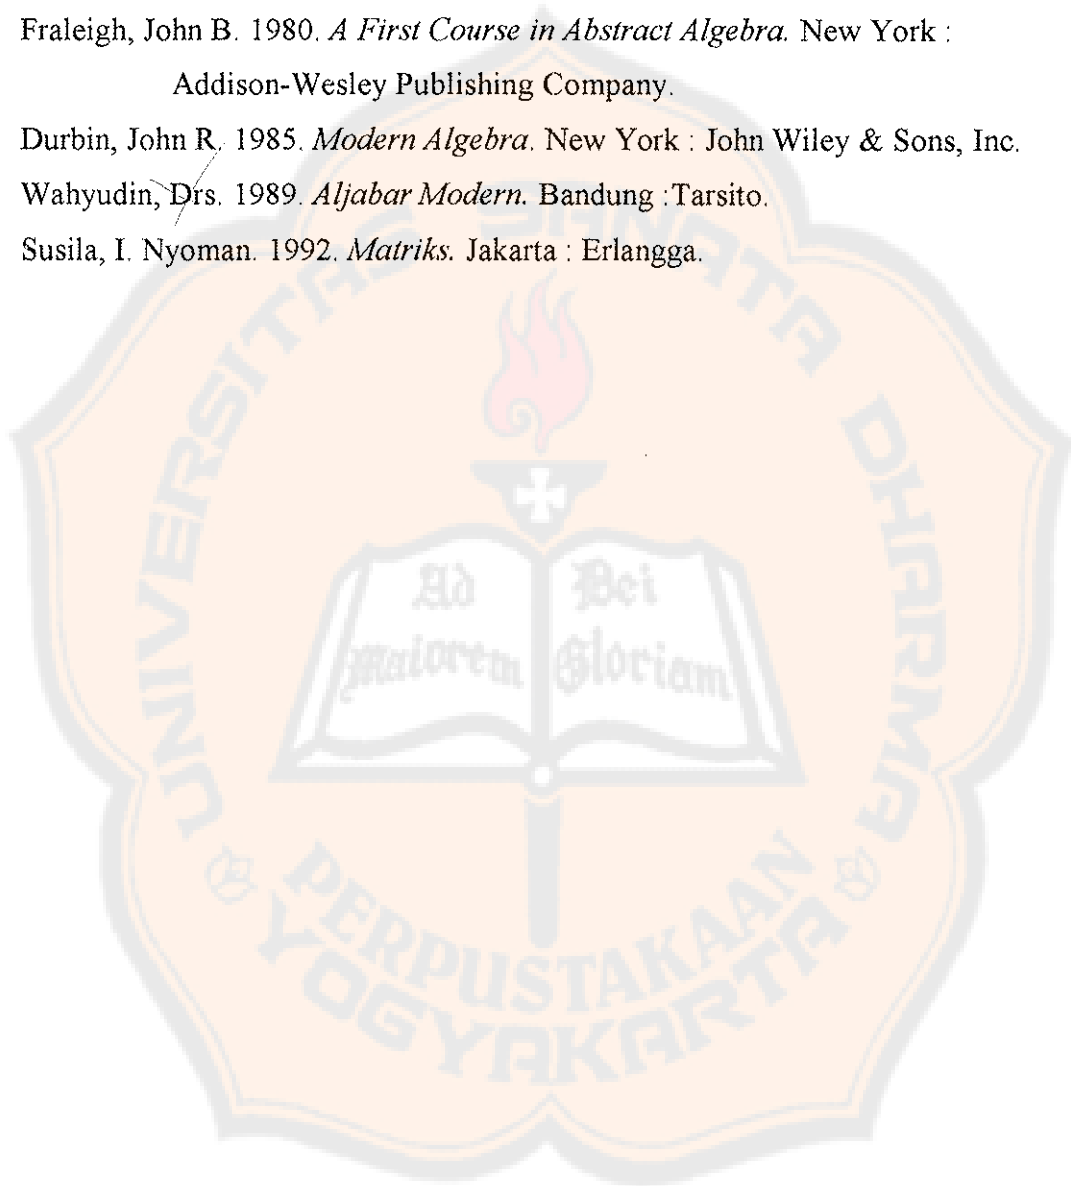 Fraleigh, John B. 1980. A First Course in Abstract Algebra. New York :
Addison-Wesley Publishing Company.
Durbin, John R. 1985. Modern Algebra. New York : John Wiley & Sons, Inc.
Wahyudin, Drs. 1989. Aljabar Modern. Bandung :Tarsito.
Susila, I. Nyoman. 1992. Matriks. Jakarta : Erlangga.
UNIVERSITAS SANATA DHARMA
Ad Dei
Maiorem Gloriam
PERPUSTAKAAN
YOGYAKARTA